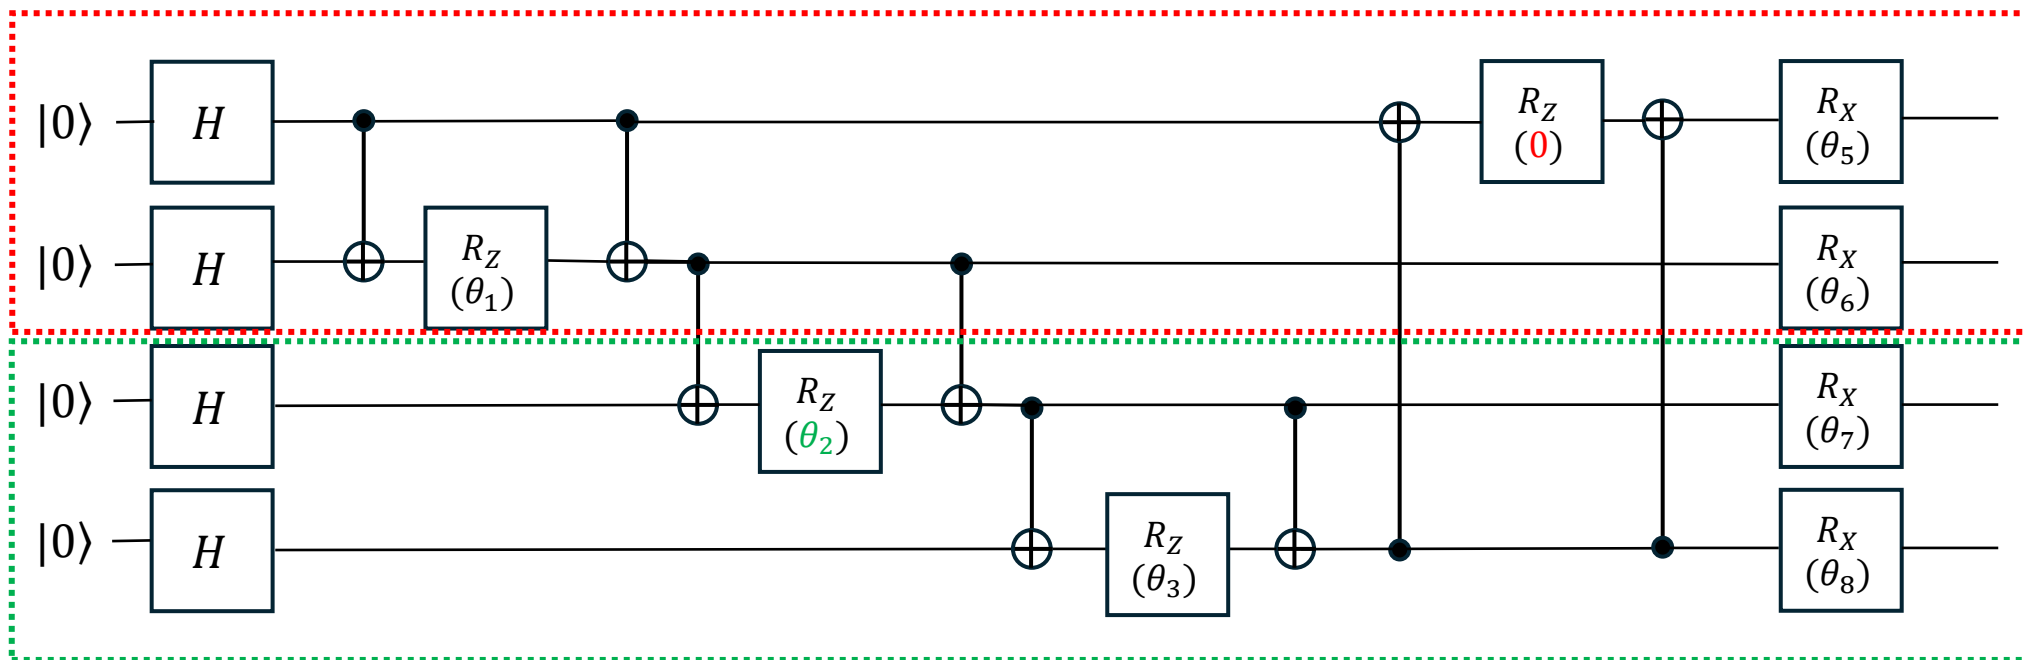 |0⟩ H R_Z (0) R_X (θ_5)
|0⟩ H R_Z (θ_1) R_X (θ_6)
|0⟩ H R_Z (θ_2) R_X (θ_7)
|0⟩ H R_Z (θ_3) R_X (θ_8)